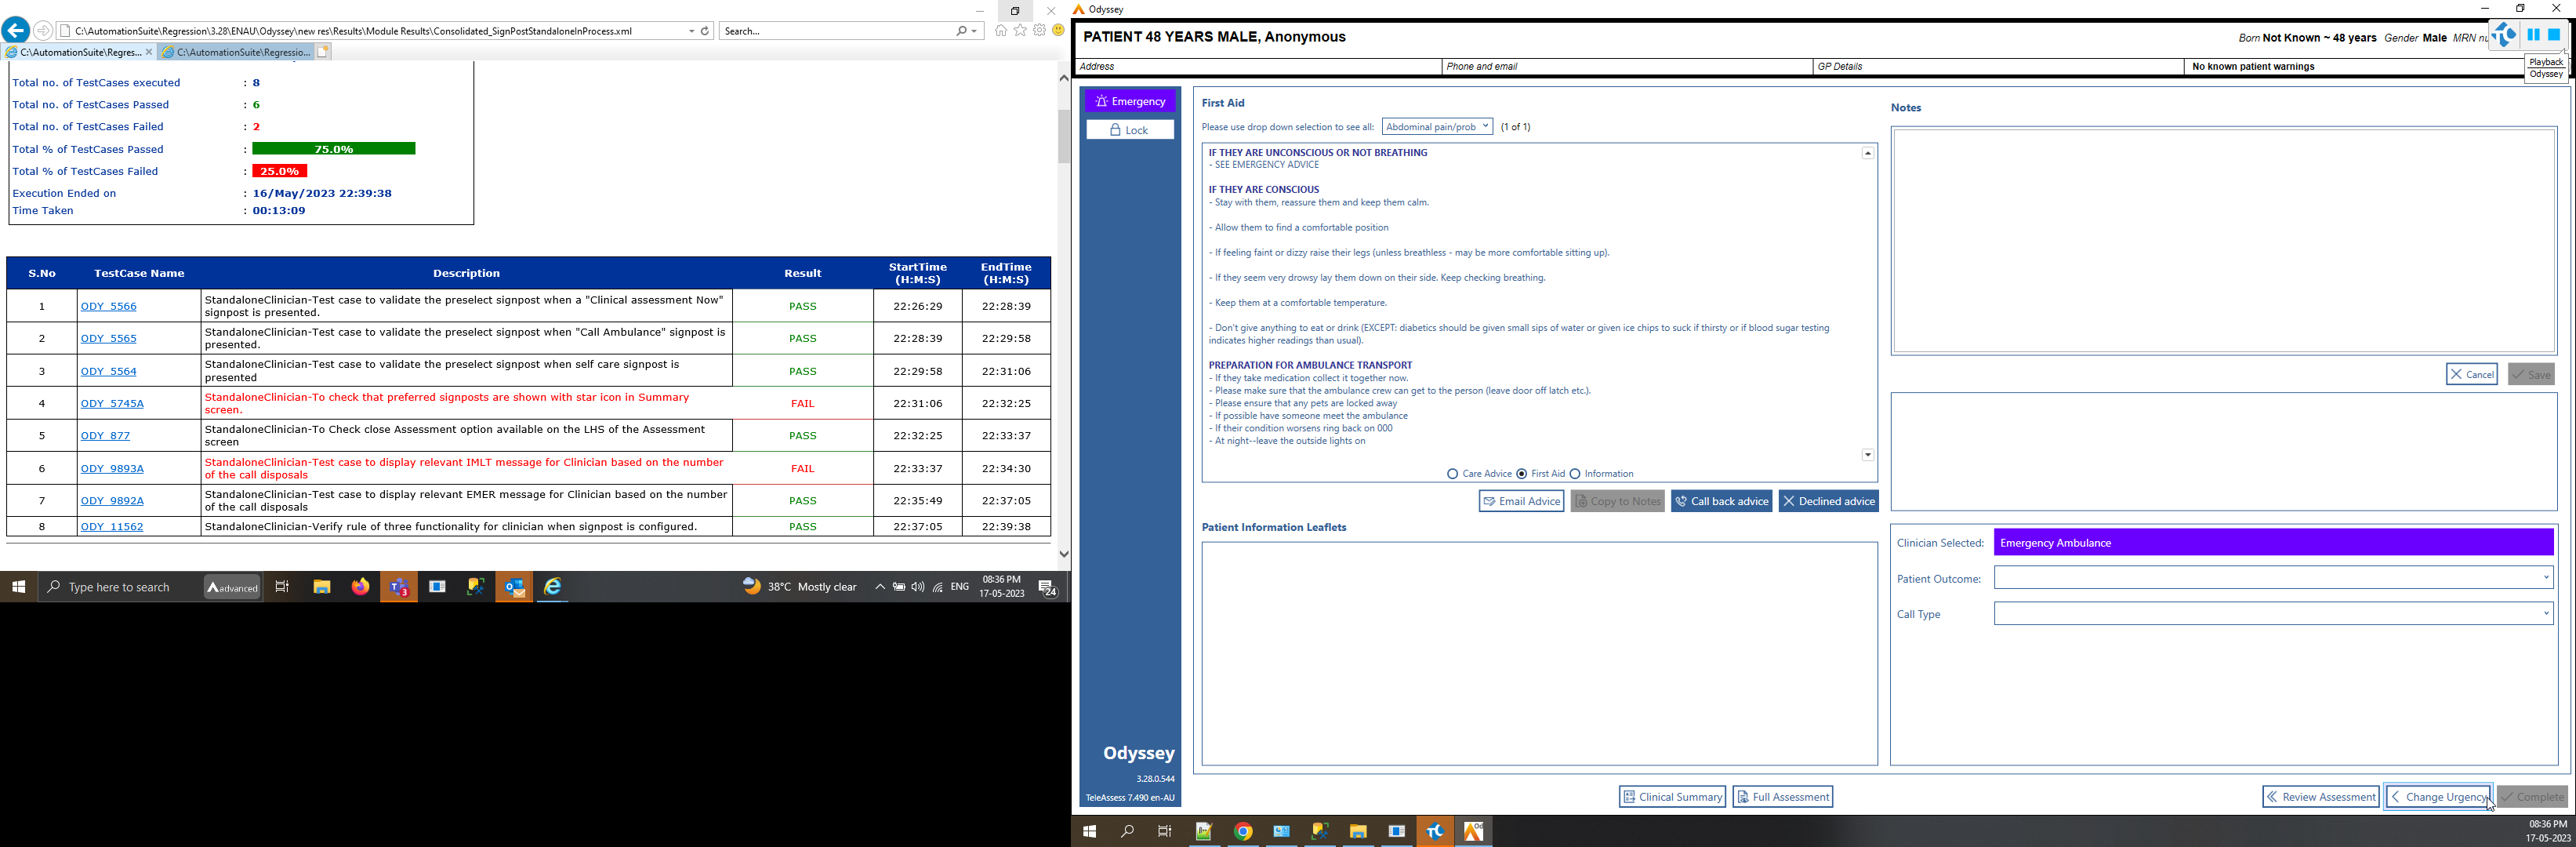 C:\AutomationSuite\Regression\3.28\ENAU\Odyssey\new res\Results\Module Results\Consolidated_SignPostStandaloneInProcess.xml
Search...
C:\AutomationSuite\Regres...
C:\AutomationSuite\Regressio...
Total no. of TestCases executed : 8
Total no. of TestCases Passed : 6
Total no. of TestCases Failed : 2
Total % of TestCases Passed : 75.0%
Total % of TestCases Failed : 25.0%
Execution Ended on : 16/May/2023 22:39:38
Time Taken : 00:13:09
S.No TestCase Name Description Result StartTime (H:M:S) EndTime (H:M:S)
1 ODY_5566 StandaloneClinician-Test case to validate the preselect signpost when a "Clinical assessment Now" signpost is presented. PASS 22:26:29 22:28:39
2 ODY_5565 StandaloneClinician-Test case to validate the preselect signpost when "Call Ambulance" signpost is presented. PASS 22:28:39 22:29:58
3 ODY_5564 StandaloneClinician-Test case to validate the preselect signpost when self care signpost is presented PASS 22:29:58 22:31:06
4 ODY_5745A StandaloneClinician-To check that preferred signposts are shown with star icon in Summary screen. FAIL 22:31:06 22:32:25
5 ODY_877 StandaloneClinician-To Check close Assessment option available on the LHS of the Assessment screen PASS 22:32:25 22:33:37
6 ODY_9893A StandaloneClinician-Test case to display relevant IMLT message for Clinician based on the number of the call disposals FAIL 22:33:37 22:34:30
7 ODY_9892A StandaloneClinician-Test case to display relevant EMER message for Clinician based on the number of the call disposals PASS 22:35:49 22:37:05
8 ODY_11562 StandaloneClinician-Verify rule of three functionality for clinician when signpost is configured. PASS 22:37:05 22:39:38
Type here to search
advanced
3
38°C Mostly clear
ENG
08:36 PM
17-05-2023
24
Odyssey
PATIENT 48 YEARS MALE, Anonymous
Born Not Known ~ 48 years Gender Male MRN nu
Address
Phone and email
GP Details
No known patient warnings
Playback
Odyssey
Emergency
Lock
Odyssey
3.28.0.544
TeleAssess 7.490 en-AU
First Aid
Please use drop down selection to see all: Abdominal pain/prob (1 of 1)
IF THEY ARE UNCONSCIOUS OR NOT BREATHING
- SEE EMERGENCY ADVICE
IF THEY ARE CONSCIOUS
- Stay with them, reassure them and keep them calm.
- Allow them to find a comfortable position
- If feeling faint or dizzy raise their legs (unless breathless - may be more comfortable sitting up).
- If they seem very drowsy lay them down on their side. Keep checking breathing.
- Keep them at a comfortable temperature.
- Don't give anything to eat or drink (EXCEPT: diabetics should be given small sips of water or given ice chips to suck if thirsty or if blood sugar testing
indicates higher readings than usual).
PREPARATION FOR AMBULANCE TRANSPORT
- If they take medication collect it together now.
- Please make sure that the ambulance crew can get to the person (leave door off latch etc.).
- Please ensure that any pets are locked away
- If possible have someone meet the ambulance
- If their condition worsens ring back on 000
- At night--leave the outside lights on
Care Advice First Aid Information
Email Advice Copy to Notes Call back advice Declined advice
Patient Information Leaflets
Notes
Cancel Save
Clinician Selected: Emergency Ambulance
Patient Outcome:
Call Type
Clinical Summary Full Assessment
Review Assessment Change Urgency Complete
08:36 PM
17-05-2023